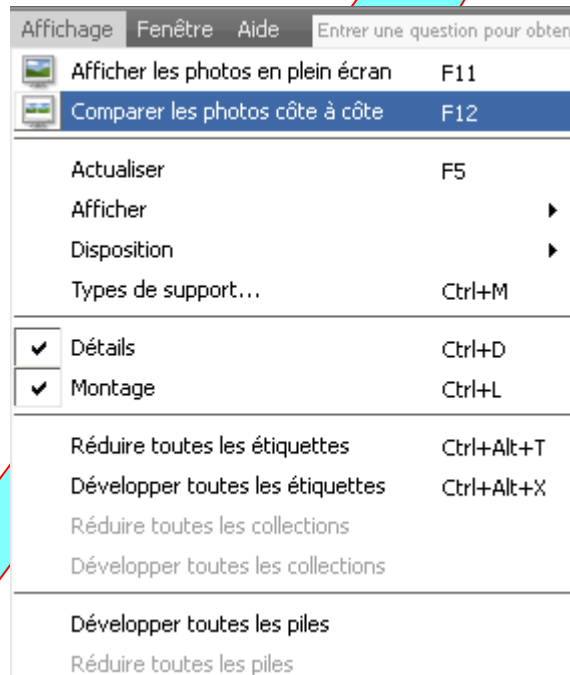 Affichage Fenêtre Aide Entrer une question pour obten
Afficher les photos en plein écran F11
Comparer les photos côte à côte F12
Actualiser F5
Afficher
Disposition
Types de support... Ctrl+M
Détails Ctrl+D
Montage Ctrl+L
Réduire toutes les étiquettes Ctrl+Alt+T
Développer toutes les étiquettes Ctrl+Alt+X
Réduire toutes les collections
Développer toutes les collections
Développer toutes les piles
Réduire toutes les piles